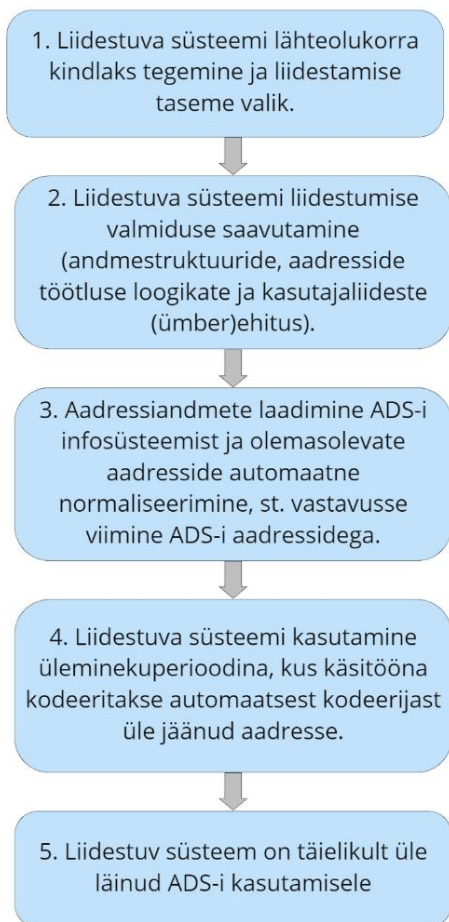 1. Liidestuva süsteemi lähteolukorra
kindlaks tegemine ja liidestamise
taseme valik.
2. Liidestuva süsteemi liidestumise
valmiduse saavutamine
(andmestruktuuride, aadresside
töötluse loogikate ja kasutajaliideste
(ümber)ehitus).
3. Aadressiandmete laadimine ADS-i
infosüsteemist ja olemasolevate
aadresside automaatne
normaliseerimine, st. vastavusse
viimine ADS-i aadressidega.
4. Liidestuva süsteemi kasutamine
üleminekuperioodina, kus käsitööna
kodeeritakse automaatsest kodeerijast
üle jäänud aadresse.
5. Liidestuv süsteem on täielikult üle
läinud ADS-i kasutamisele